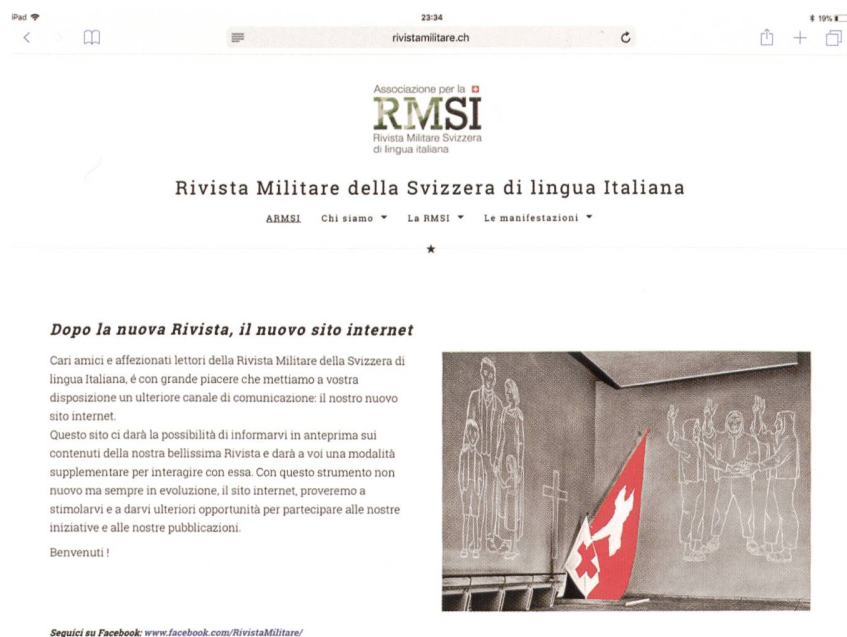 iPad
23:34
19%
rivistamilitare.ch
Associazione per la
RMSI
Rivista Militare Svizzera
di lingua italiana
Rivista Militare della Svizzera di lingua Italiana
ARMSI Chi siamo La RMSI Le manifestazioni
Dopo la nuova Rivista, il nuovo sito internet
Cari amici e affezionati lettori della Rivista Militare della Svizzera di
lingua Italiana, é con grande piacere che mettiamo a vostra
disposizione un ulteriore canale di comunicazione: il nostro nuovo
sito internet.
Questo sito ci darà la possibilità di informarvi in anteprima sui
contenuti della nostra bellissima Rivista e darà a voi una modalità
supplementare per interagire con essa. Con questo strumento non
nuovo ma sempre in evoluzione, il sito internet, proveremo a
stimolarvi e a darvi ulteriori opportunità per partecipare alle nostre
iniziative e alle nostre pubblicazioni.
Benvenuti !
Seguici su Facebook: www.facebook.com/RivistaMilitare/